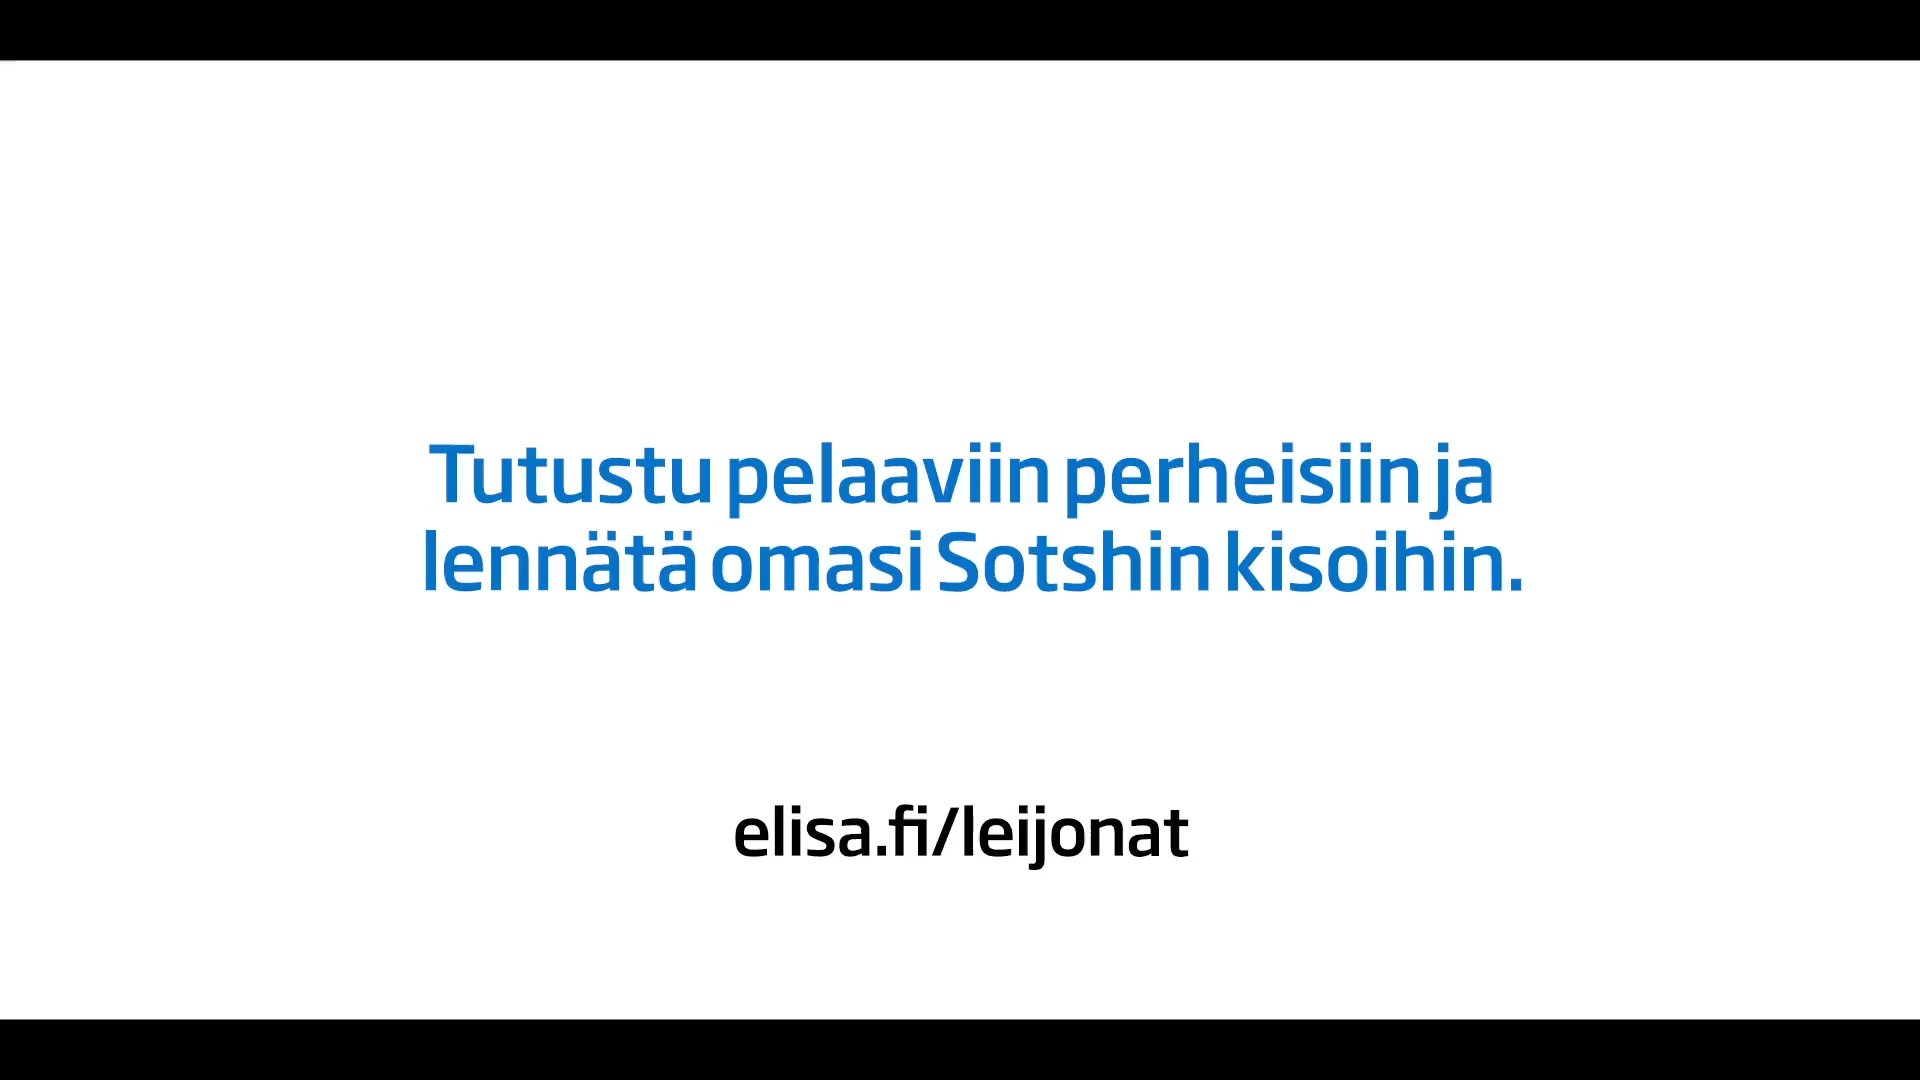 Tutustu pelaaviin perheisiin ja
lennätä omasi Sotshin kisoihin.
elisa.fi/leijonat